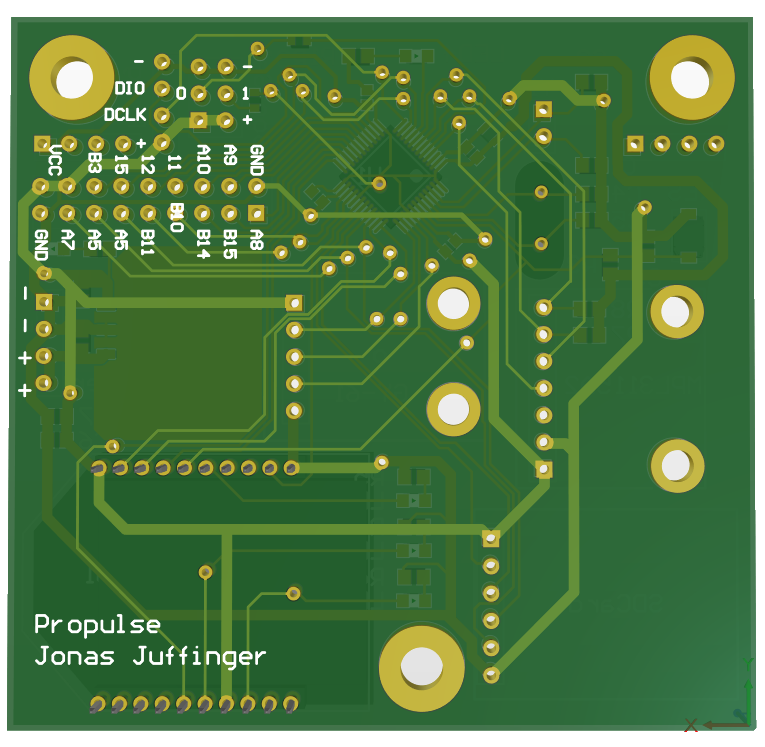 -
DIO
DCLK
+
-
0 1
+
VCC B3 15 12 11 A10 A9 GND
GND A7 A5 A5 B11 B14 B15 A8
-
-
+
+
Propulse
Jonas Juffinger
X